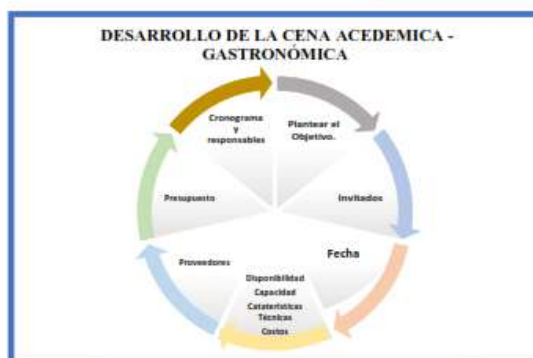 DESARROLLO DE LA CENA ACEDEMICA -
GASTRONÓMICA
Plantear el
Objetivo.
Invitados
Fecha
Disponibilidad
Capacidad
Cataterísticas
Técnicas
Costos
Proveedores
Presupuesto
Cronograma
y
responsables